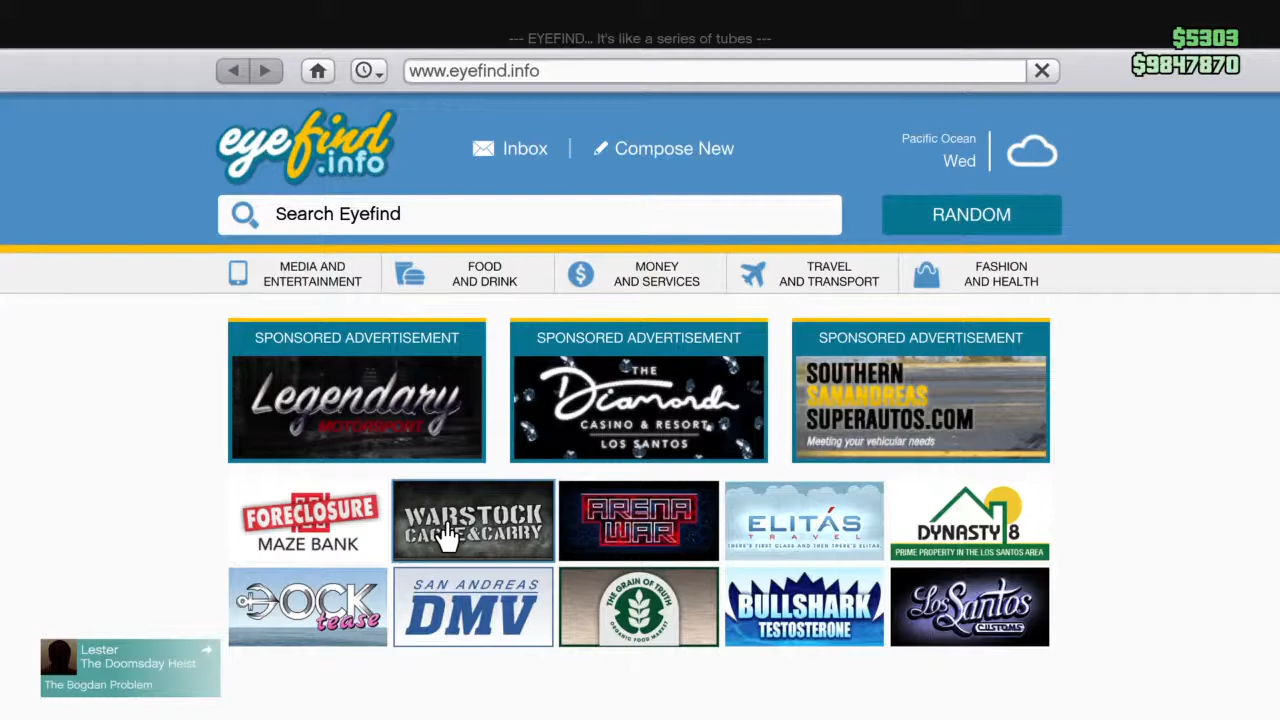 --- EYEFIND... It's like a series of tubes ---
$5303
$9847870
www.eyefind.info
eyefind
.info
Inbox
Compose New
Pacific Ocean
Wed
Search Eyefind
RANDOM
MEDIA AND
ENTERTAINMENT
FOOD
AND DRINK
MONEY
AND SERVICES
TRAVEL
AND TRANSPORT
FASHION
AND HEALTH
SPONSORED ADVERTISEMENT
Legendary
MOTORSPORT
SPONSORED ADVERTISEMENT
THE
Diamond
CASINO & RESORT
LOS SANTOS
SPONSORED ADVERTISEMENT
SOUTHERN
SANANDREAS
SUPERAUTOS.COM
Meeting your vehicular needs
FORECLOSURE
MAZE BANK
WARSTOCK
CACHE&CARRY
ARENA
WAR
ELITÁS
TRAVEL
THERE'S FIRST CLASS AND THEN THERE'S ELITAS
DYNASTY 8
PRIME PROPERTY IN THE LOS SANTOS AREA
DOCK
tease
SAN ANDREAS
DMV
THE GRAIN OF TRUTH
ORGANIC FOOD MARKET
BULLSHARK
TESTOSTERONE
Los Santos
CUSTOMS
Lester
The Doomsday Heist
The Bogdan Problem